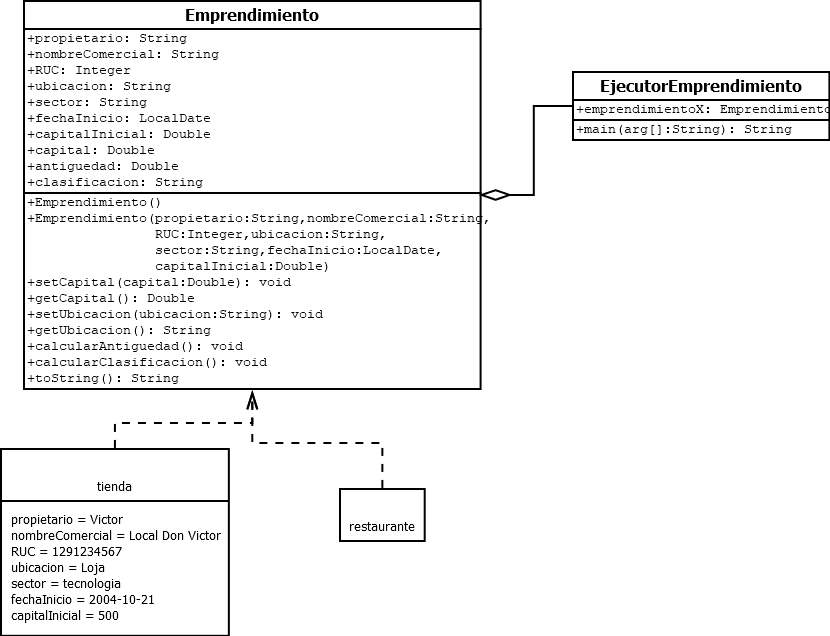 Emprendimiento
+propietario: String
+nombreComercial: String
+RUC: Integer
+ubicacion: String
+sector: String
+fechaInicio: LocalDate
+capitalInicial: Double
+capital: Double
+antiguedad: Double
+clasificacion: String
+Emprendimiento()
+Emprendimiento(propietario:String,nombreComercial:String,
RUC:Integer,ubicacion:String,
sector:String,fechaInicio:LocalDate,
capitalInicial:Double)
+setCapital(capital:Double): void
+getCapital(): Double
+setUbicacion(ubicacion:String): void
+getUbicacion(): String
+calcularAntiguedad(): void
+calcularClasificacion(): void
+toString(): String
EjecutorEmprendimiento
+emprendimientoX: Emprendimiento
+main(arg[]:String): String
tienda
propietario = Victor
nombreComercial = Local Don Victor
RUC = 1291234567
ubicacion = Loja
sector = tecnologia
fechaInicio = 2004-10-21
capitalInicial = 500
restaurante